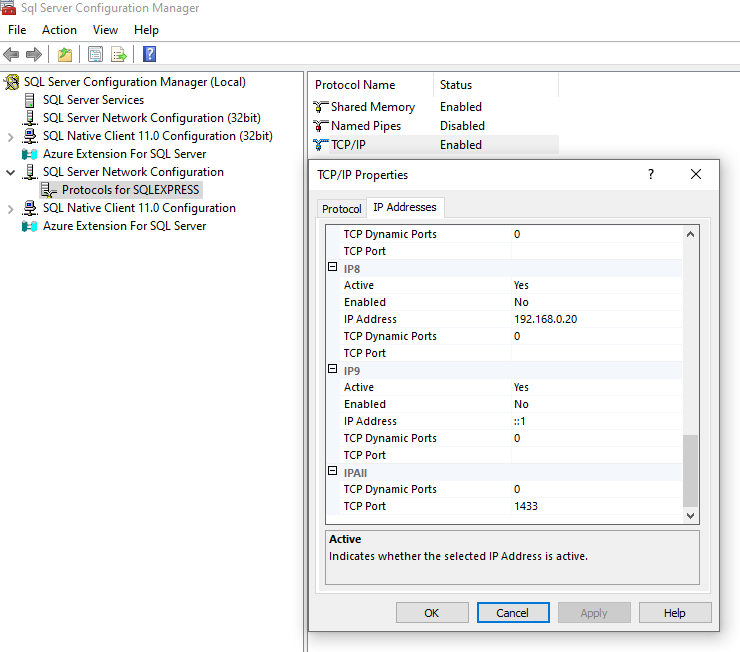 Sql Server Configuration Manager
File Action View Help
SQL Server Configuration Manager (Local)
SQL Server Services
SQL Server Network Configuration (32bit)
SQL Native Client 11.0 Configuration (32bit)
Azure Extension For SQL Server
SQL Server Network Configuration
Protocols for SQLEXPRESS
SQL Native Client 11.0 Configuration
Azure Extension For SQL Server
Protocol Name Status
Shared Memory Enabled
Named Pipes Disabled
TCP/IP Enabled
TCP/IP Properties ?
Protocol IP Addresses
TCP Dynamic Ports 0
TCP Port
IP8
Active Yes
Enabled No
IP Address 192.168.0.20
TCP Dynamic Ports 0
TCP Port
IP9
Active Yes
Enabled No
IP Address ::1
TCP Dynamic Ports 0
TCP Port
IPAll
TCP Dynamic Ports 0
TCP Port 1433
Active
Indicates whether the selected IP Address is active.
OK Cancel Apply Help